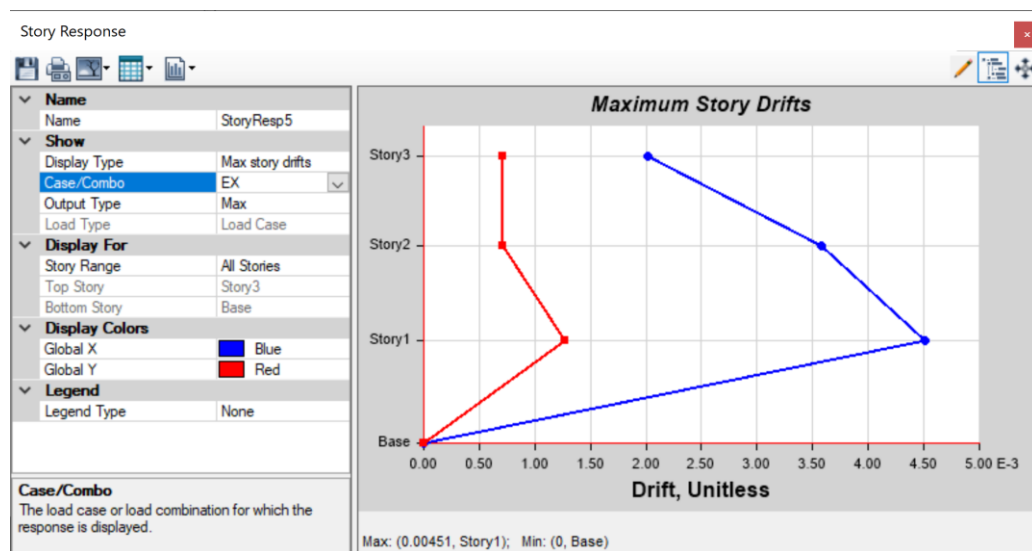 Story Response
Name
Name StoryResp5
Show
Display Type Max story drifts
Case/Combo EX
Output Type Max
Load Type Load Case
Display For
Story Range All Stories
Top Story Story3
Bottom Story Base
Display Colors
Global X Blue
Global Y Red
Legend
Legend Type None
Case/Combo
The load case or load combination for which the
response is displayed.
Maximum Story Drifts
Story3
Story2
Story1
Base
0.00 0.50 1.00 1.50 2.00 2.50 3.00 3.50 4.00 4.50 5.00 E-3
Drift, Unitless
Max: (0.00451, Story1); Min: (0, Base)